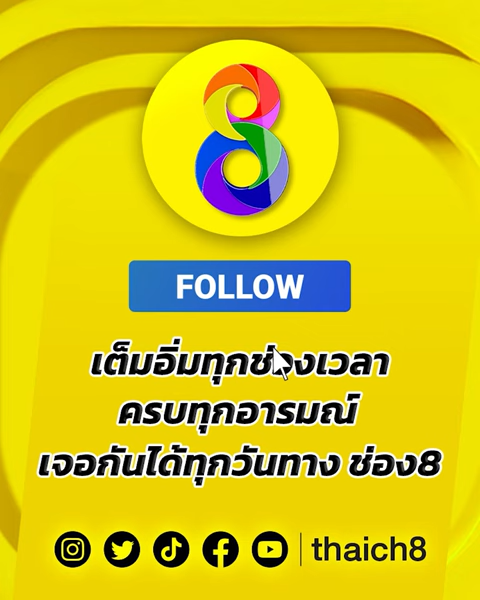 8
FOLLOW
เต็มอิ่มทุกช่วงเวลา
ครบทุกอารมณ์
เจอกันได้ทุกวันทาง ช่อง8
thaich8